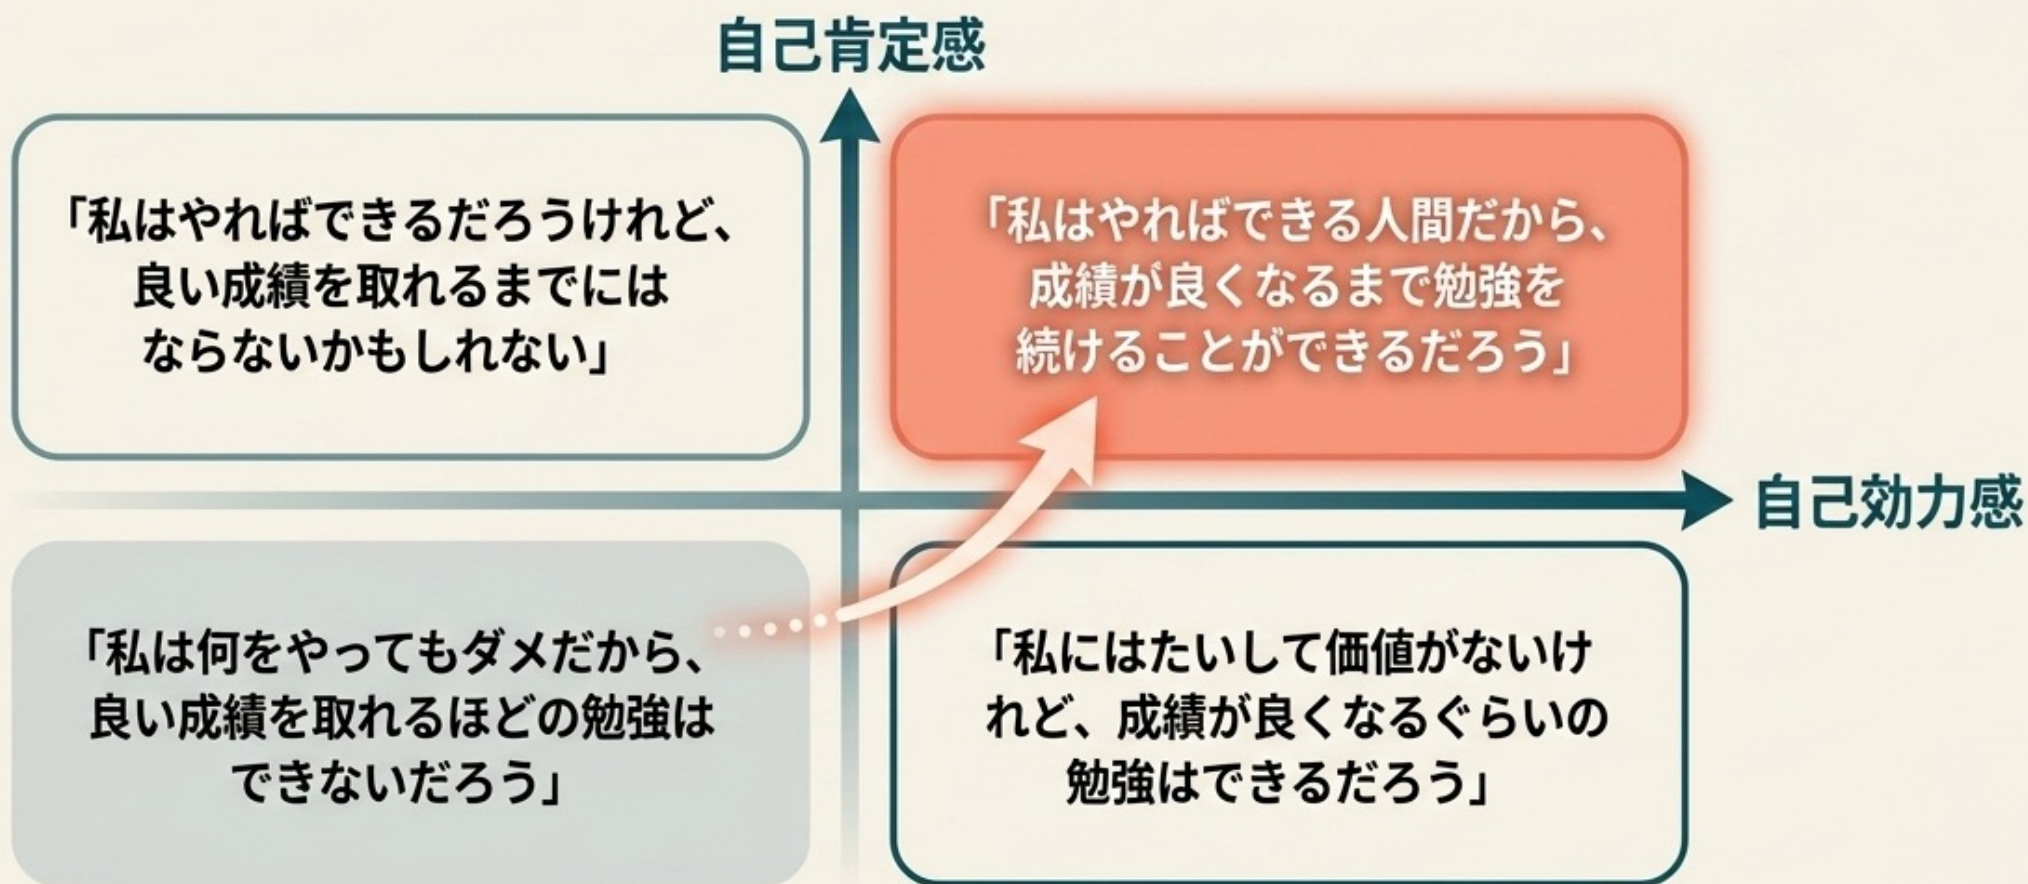 自己肯定感
「私はやればできるだろうけれど、
良い成績を取れるまでには
ならないかもしれない」
「私はやればできる人間だから、
成績が良くなるまで勉強を
続けることができるだろう」
自己効力感
「私は何をやってもダメだから、
良い成績を取れるほどの勉強は
できないだろう」
「私にはたいして価値がないけ
れど、成績が良くなるぐらいの
勉強はできるだろう」